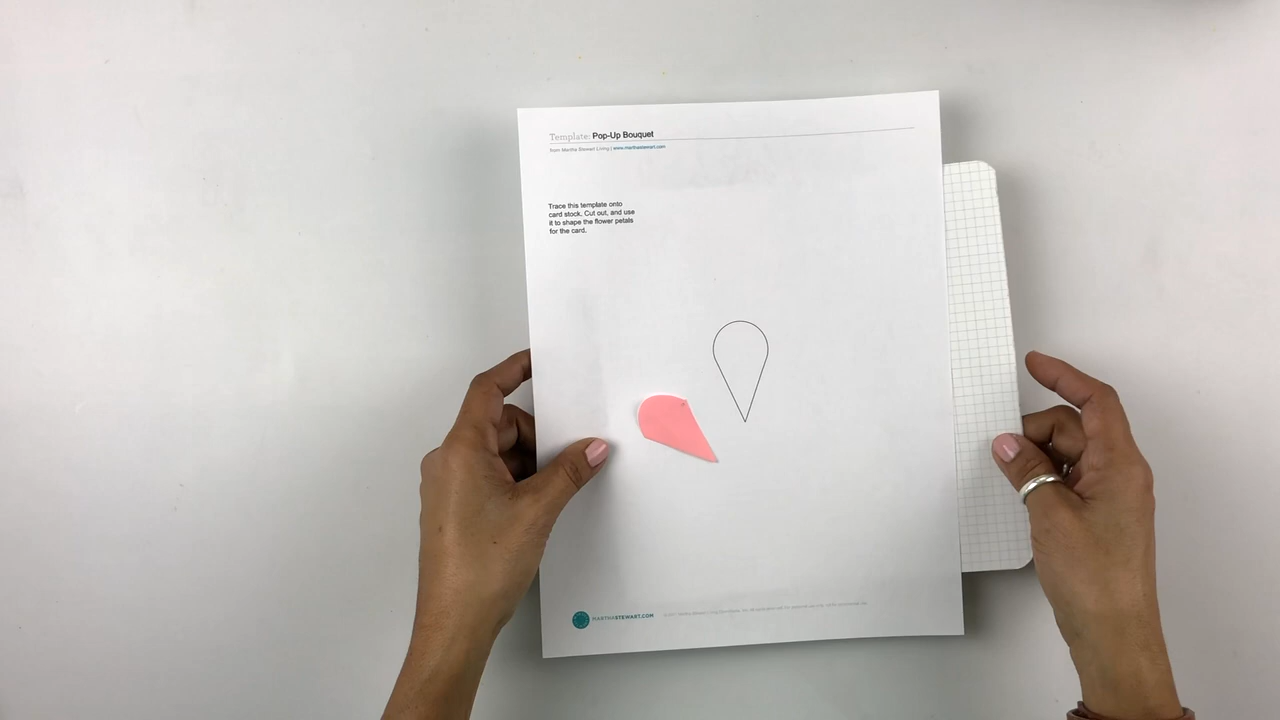 Template: Pop-Up Bouquet
from Martha Stewart Living | www.marthastewart.com
Trace this template onto
card stock. Cut out, and use
it to shape the flower petals
for the card.
MARTHASTEWART.COM